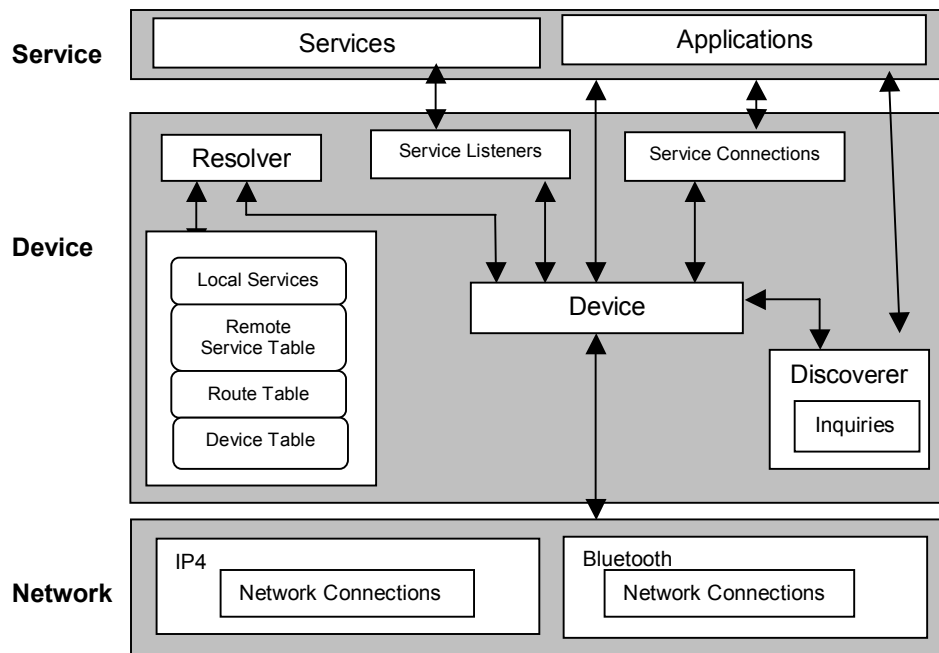 Service
Services
Applications
Device
Resolver
Service Listeners
Service Connections
Local Services
Remote
Service Table
Route Table
Device Table
Device
Discoverer
Inquiries
Network
IP4
Network Connections
Bluetooth
Network Connections